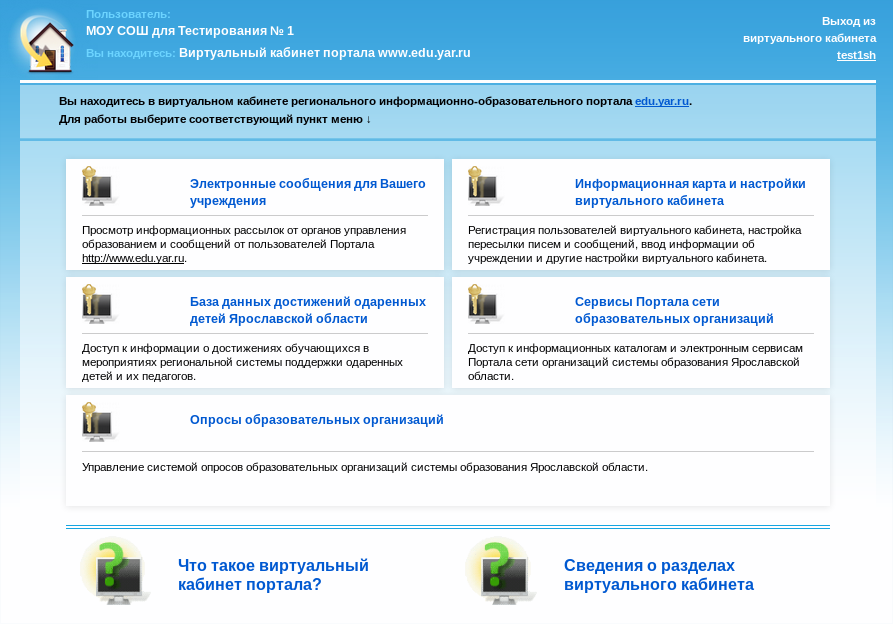 Пользователь:
МОУ СОШ для Тестирования № 1
Вы находитесь: Виртуальный кабинет портала www.edu.yar.ru
Выход из
виртуального кабинета
test1sh
Вы находитесь в виртуальном кабинете регионального информационно-образовательного портала edu.yar.ru.
Для работы выберите соответствующий пункт меню ↓
Электронные сообщения для Вашего
учреждения
Просмотр информационных рассылок от органов управления
образованием и сообщений от пользователей Портала
http://www.edu.yar.ru.
Информационная карта и настройки
виртуального кабинета
Регистрация пользователей виртуального кабинета, настройка
пересылки писем и сообщений, ввод информации об
учреждении и другие настройки виртуального кабинета.
База данных достижений одаренных
детей Ярославской области
Доступ к информации о достижениях обучающихся в
мероприятиях региональной системы поддержки одаренных
детей и их педагогов.
Сервисы Портала сети
образовательных организаций
Доступ к информационных каталогам и электронным сервисам
Портала сети организаций системы образования Ярославской
области.
Опросы образовательных организаций
Управление системой опросов образовательных организаций системы образования Ярославской области.
Что такое виртуальный
кабинет портала?
Сведения о разделах
виртуального кабинета